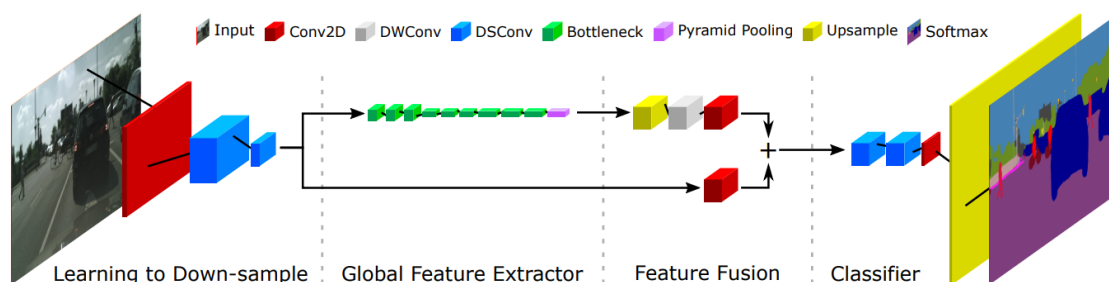 Input Conv2D DWConv DSConv Bottleneck Pyramid Pooling Upsample Softmax
+
Learning to Down-sample Global Feature Extractor Feature Fusion Classifier